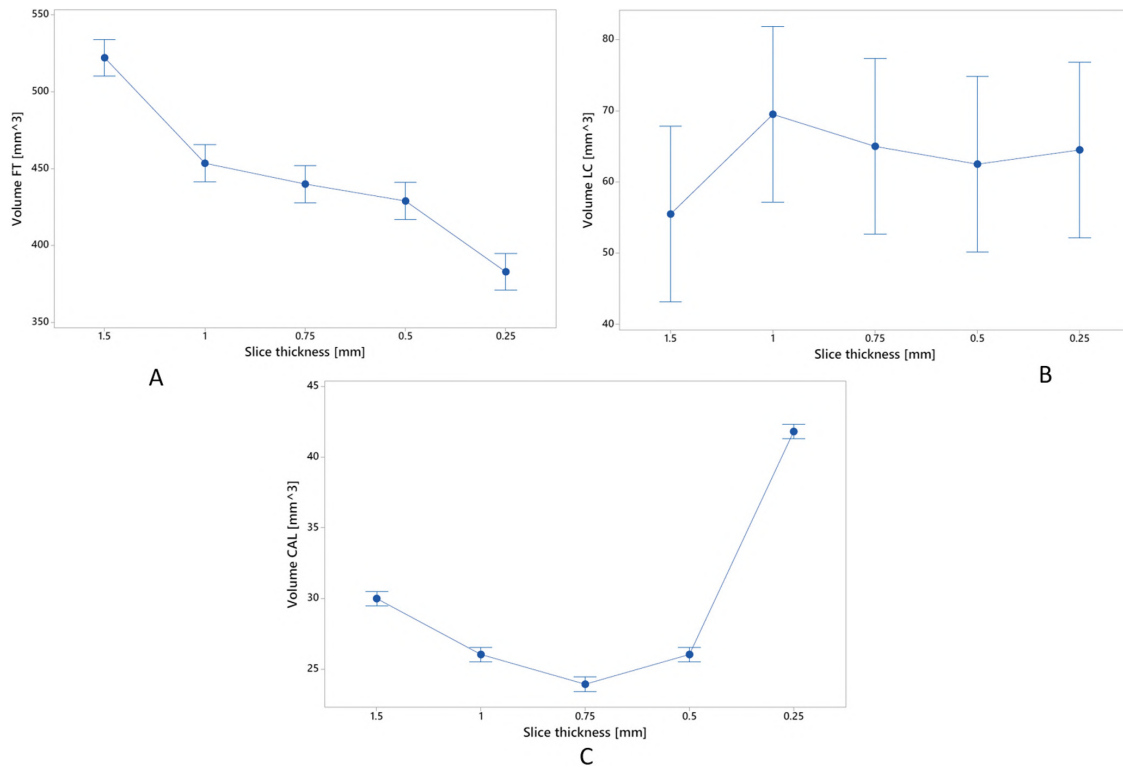 Volume FT [mm^3]
550
500
450
400
350
1.5 1 0.75 0.5 0.25
Slice thickness [mm]
A
Volume LC [mm^3]
80
70
60
50
40
1.5 1 0.75 0.5 0.25
Slice thickness [mm]
B
Volume CAL [mm^3]
45
40
35
30
25
1.5 1 0.75 0.5 0.25
Slice thickness [mm]
C